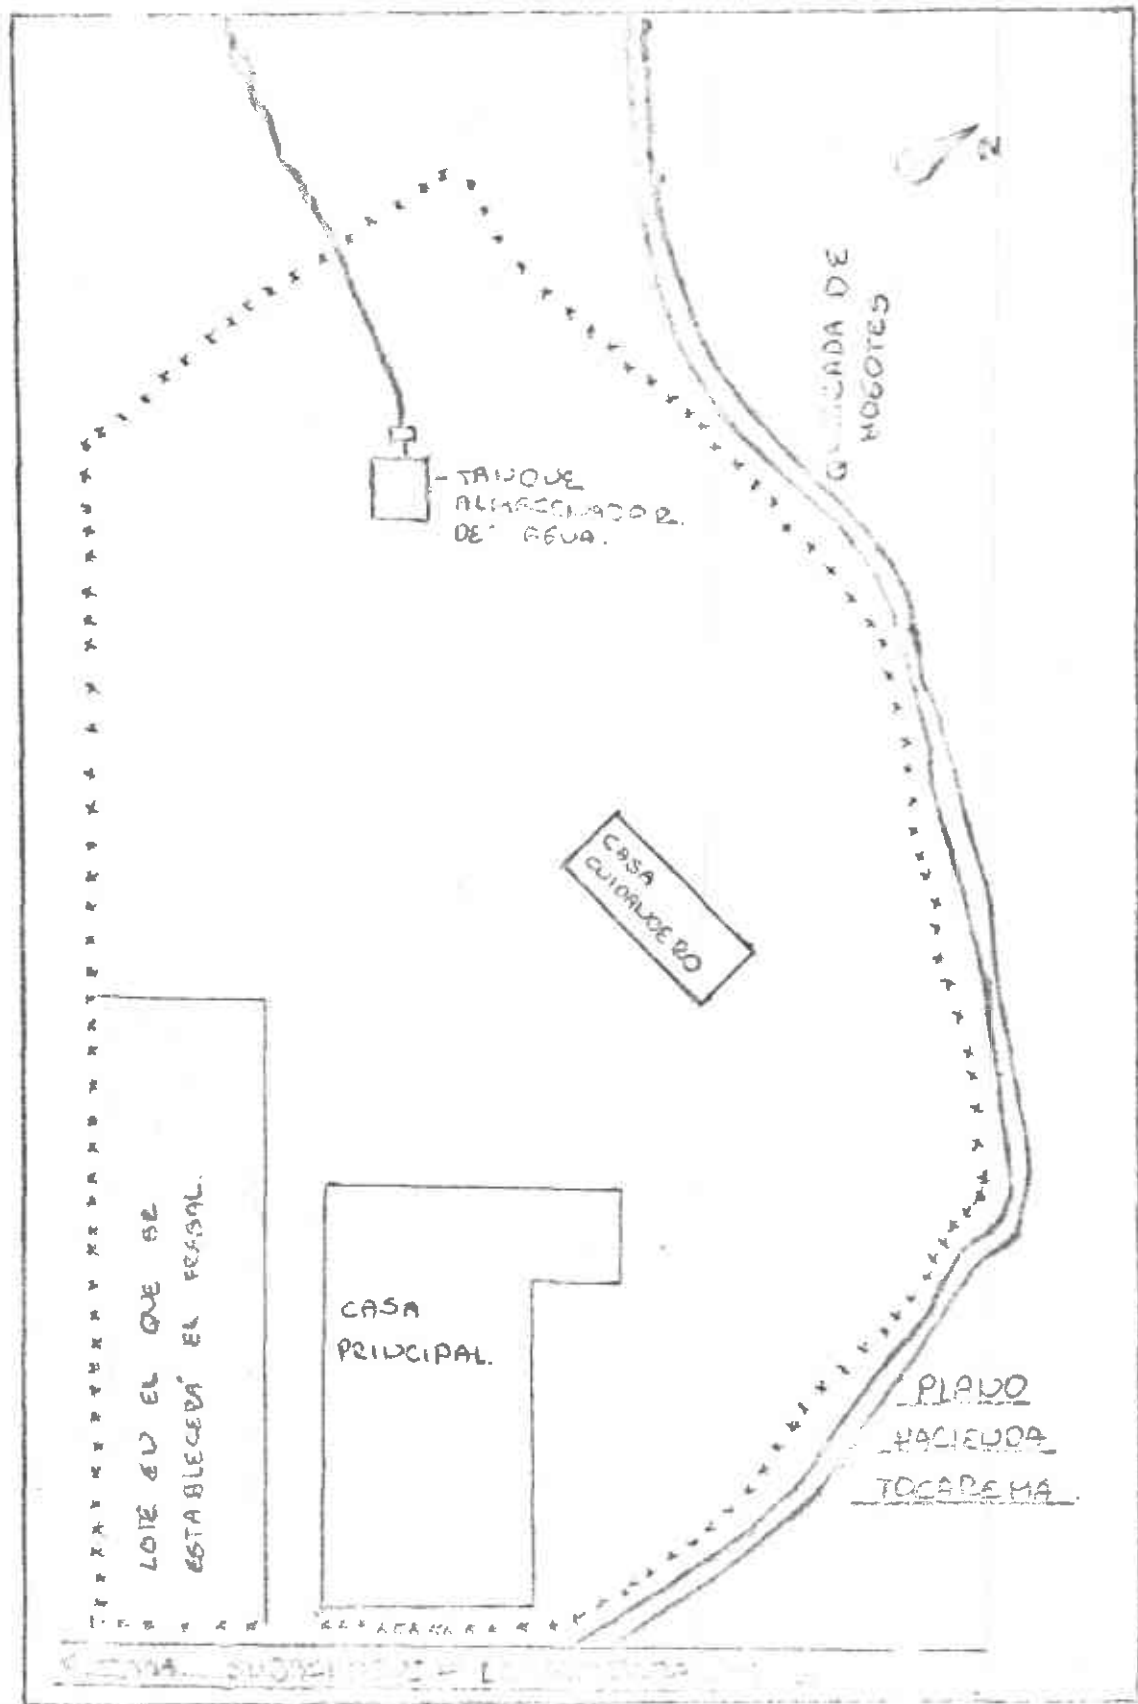 N
QUEBRADA DE
MOGOTES
- TANQUE
ALMACENADOR
DE AGUA.
CASA
CUIDANDERO
LOTE EN EL QUE SE
ESTABLECERÁ EL FRESAL.
CASA
PRINCIPAL.
PLANO
HACIENDA
TOCAREMA.